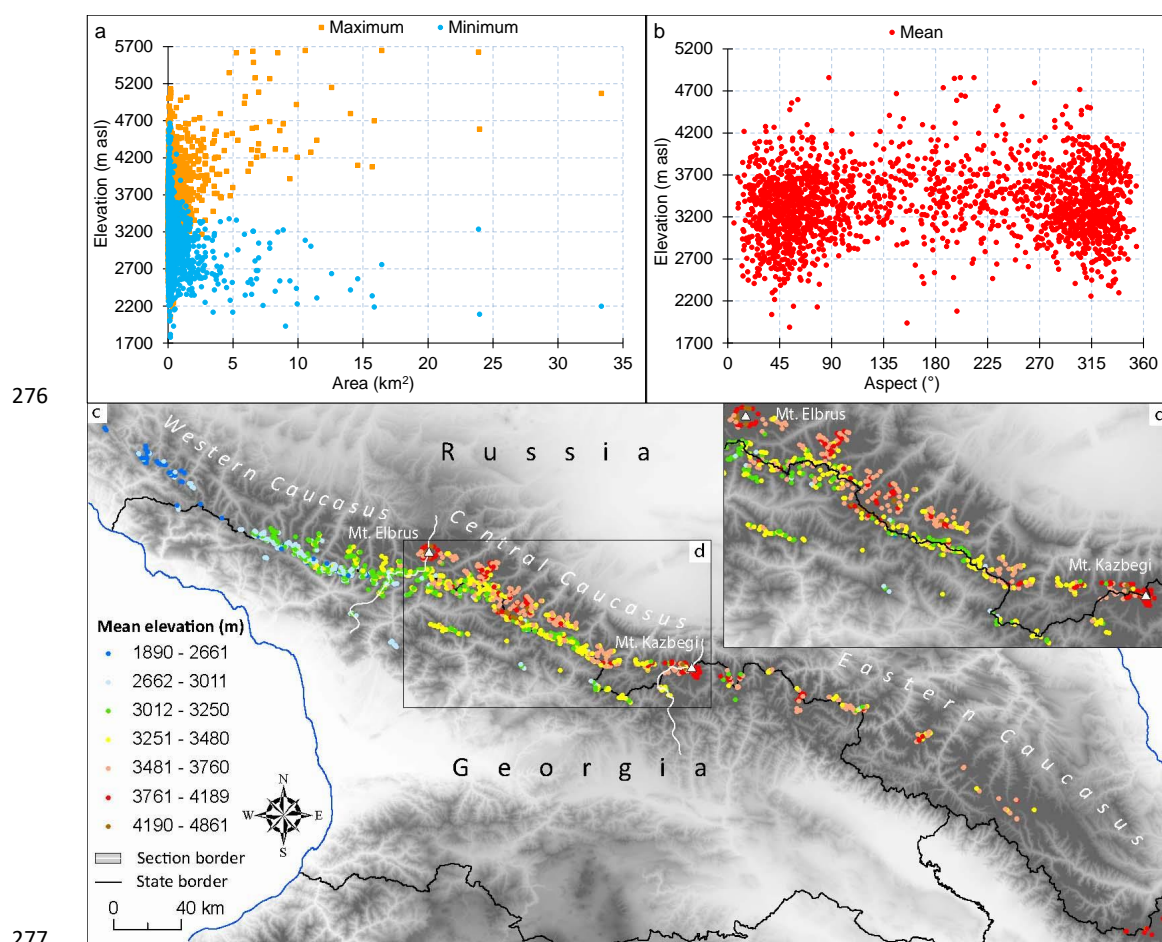 a
Maximum
Minimum
5700
5200
4700
4200
3700
3200
2700
2200
1700
Elevation (m asl)
0
5
10
15
20
25
30
35
Area (km²)
b
Mean
5200
4700
4200
3700
3200
2700
2200
1700
Elevation (m asl)
0
45
90
135
180
225
270
315
360
Aspect (°)
276
c
Western Caucasus
Russia
Mt. Elbrus
Central Caucasus
d
Mt. Kazbegi
Eastern Caucasus
Georgia
d
Mt. Elbrus
Mt. Kazbegi
Mean elevation (m)
1890 - 2661
2662 - 3011
3012 - 3250
3251 - 3480
3481 - 3760
3761 - 4189
4190 - 4861
N
W
E
S
Section border
State border
0
40 km
277